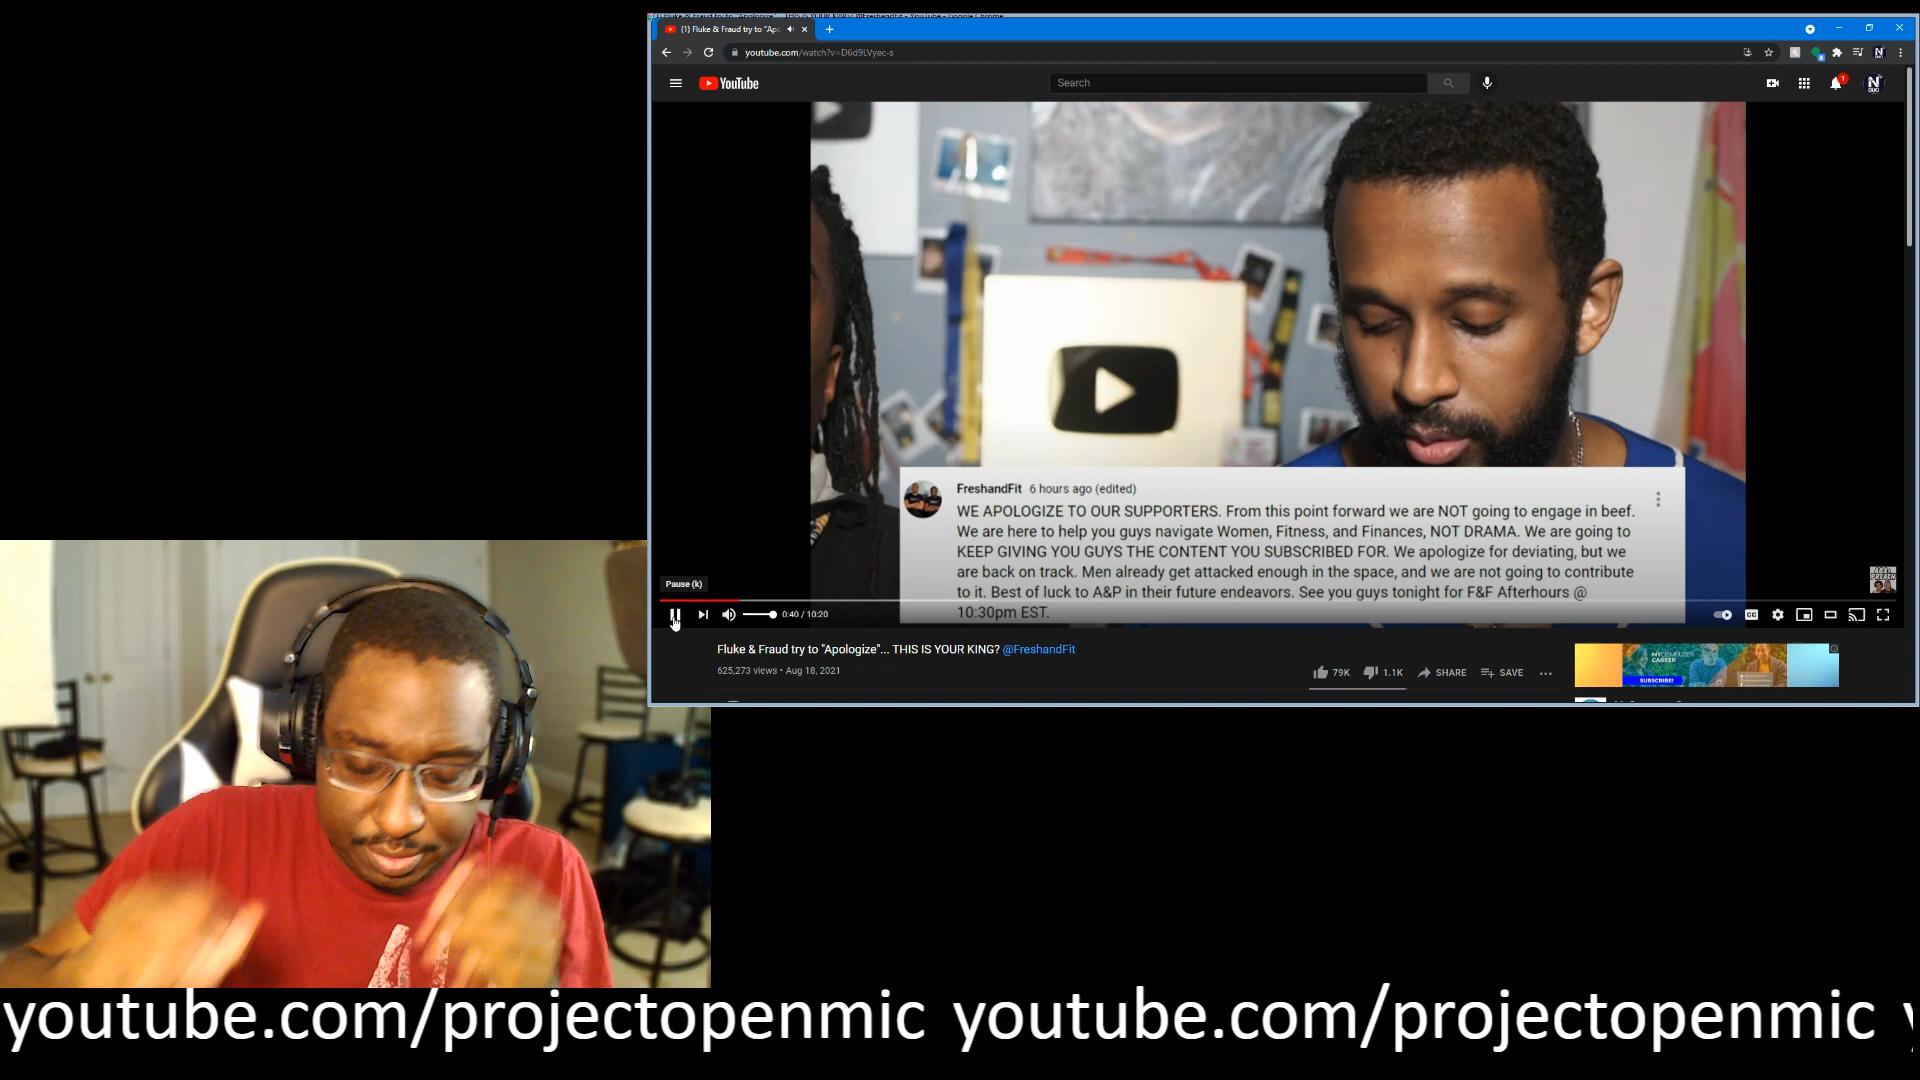 (1) Fluke & Fraud try to "Apo
youtube.com/watch?v=D6d9LVyec-s
YouTube
Search
1
FreshandFit 6 hours ago (edited)
WE APOLOGIZE TO OUR SUPPORTERS. From this point forward we are NOT going to engage in beef.
We are here to help you guys navigate Women, Fitness, and Finances, NOT DRAMA. We are going to
KEEP GIVING YOU GUYS THE CONTENT YOU SUBSCRIBED FOR. We apologize for deviating, but we
are back on track. Men already get attacked enough in the space, and we are not going to contribute
to it. Best of luck to A&P in their future endeavors. See you guys tonight for F&F Afterhours @
10:30pm EST.
Pause (k)
0:40 / 10:20
CC
Fluke & Fraud try to "Apologize"... THIS IS YOUR KING? @FreshandFit
625,273 views • Aug 18, 2021
79K 1.1K SHARE SAVE
MYCOMPUTER
CAREER
SUBSCRIBE!
youtube.com/projectopenmic youtube.com/projectopenmic y